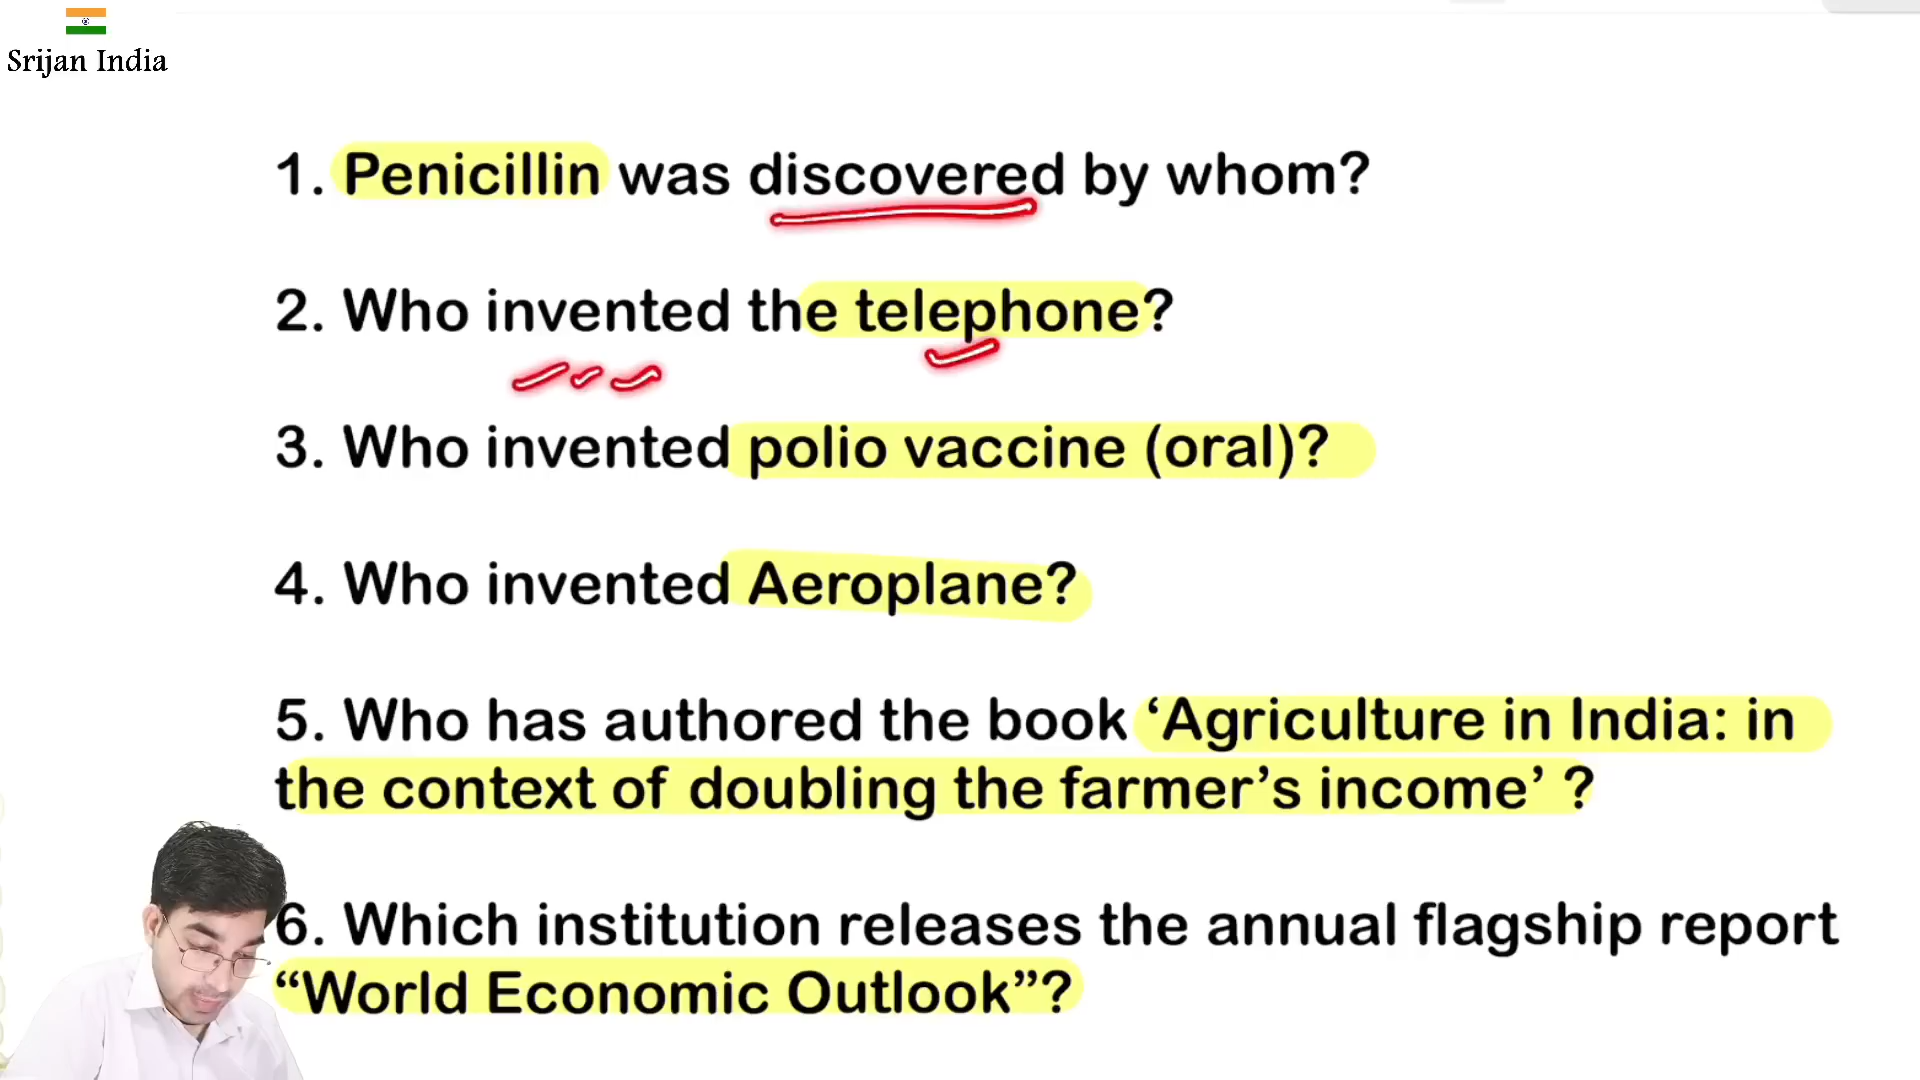 Srijan India
1. Penicillin was discovered by whom?
2. Who invented the telephone?
3. Who invented polio vaccine (oral)?
4. Who invented Aeroplane?
5. Who has authored the book ‘Agriculture in India: in
the context of doubling the farmer’s income’ ?
6. Which institution releases the annual flagship report
“World Economic Outlook”?